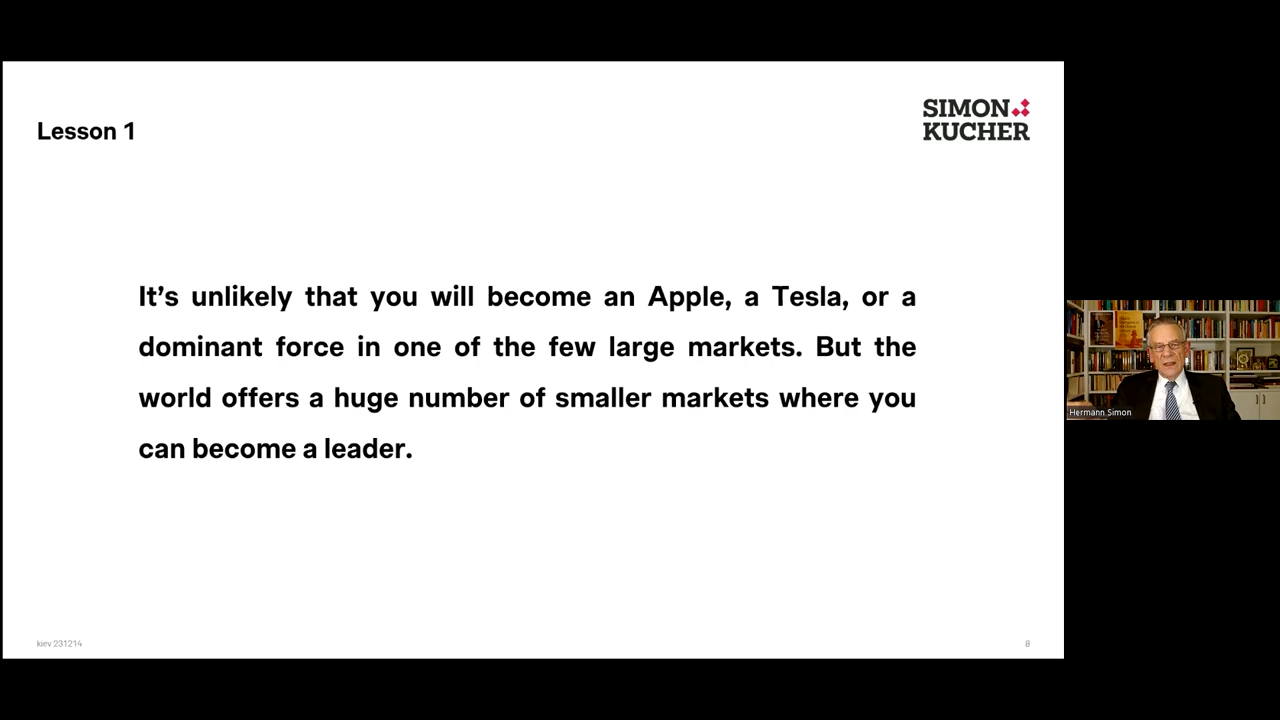 Lesson 1
SIMON
KUCHER
It's unlikely that you will become an Apple, a Tesla, or a
dominant force in one of the few large markets. But the
world offers a huge number of smaller markets where you
can become a leader.
Hermann Simon
kiev 231214
8